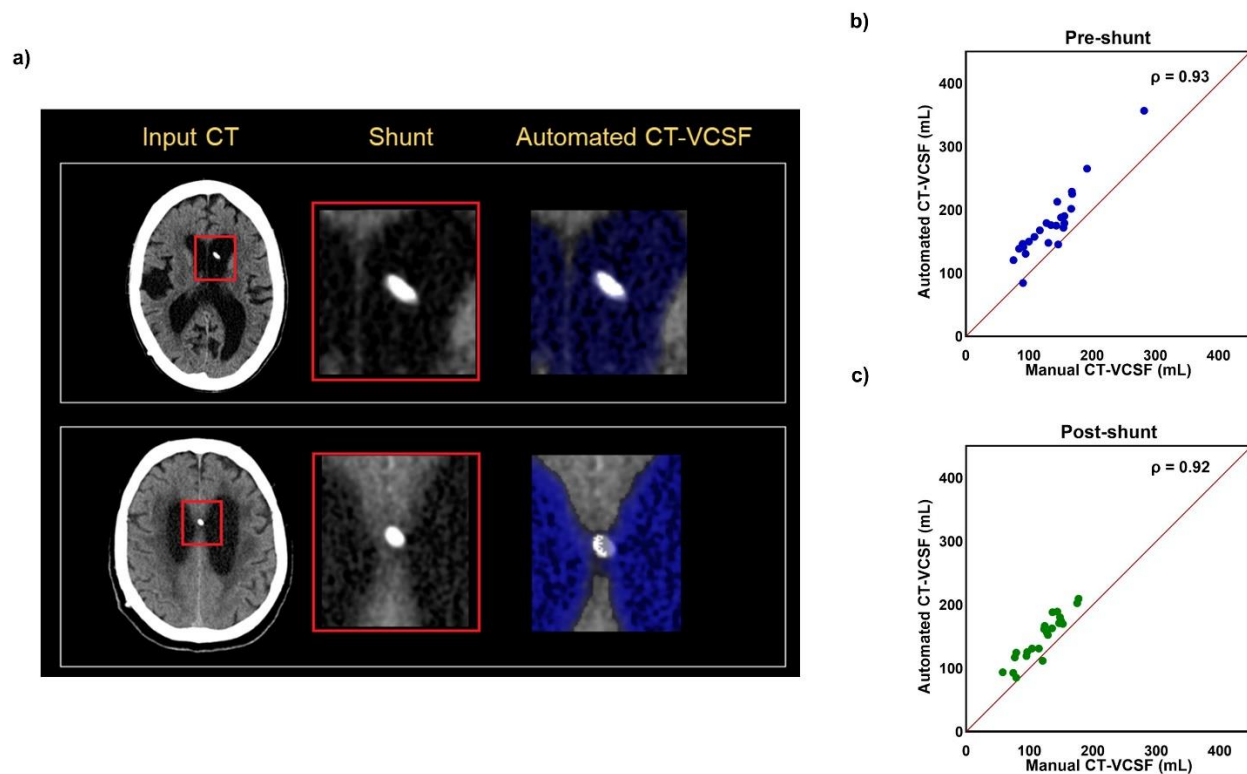 a)
Input CT
Shunt
Automated CT-VCSF
b)
Pre-shunt
ρ = 0.93
Automated CT-VCSF (mL)
400
300
200
100
0
0 100 200 300 400
Manual CT-VCSF (mL)
c)
Post-shunt
ρ = 0.92
Automated CT-VCSF (mL)
400
300
200
100
0
0 100 200 300 400
Manual CT-VCSF (mL)